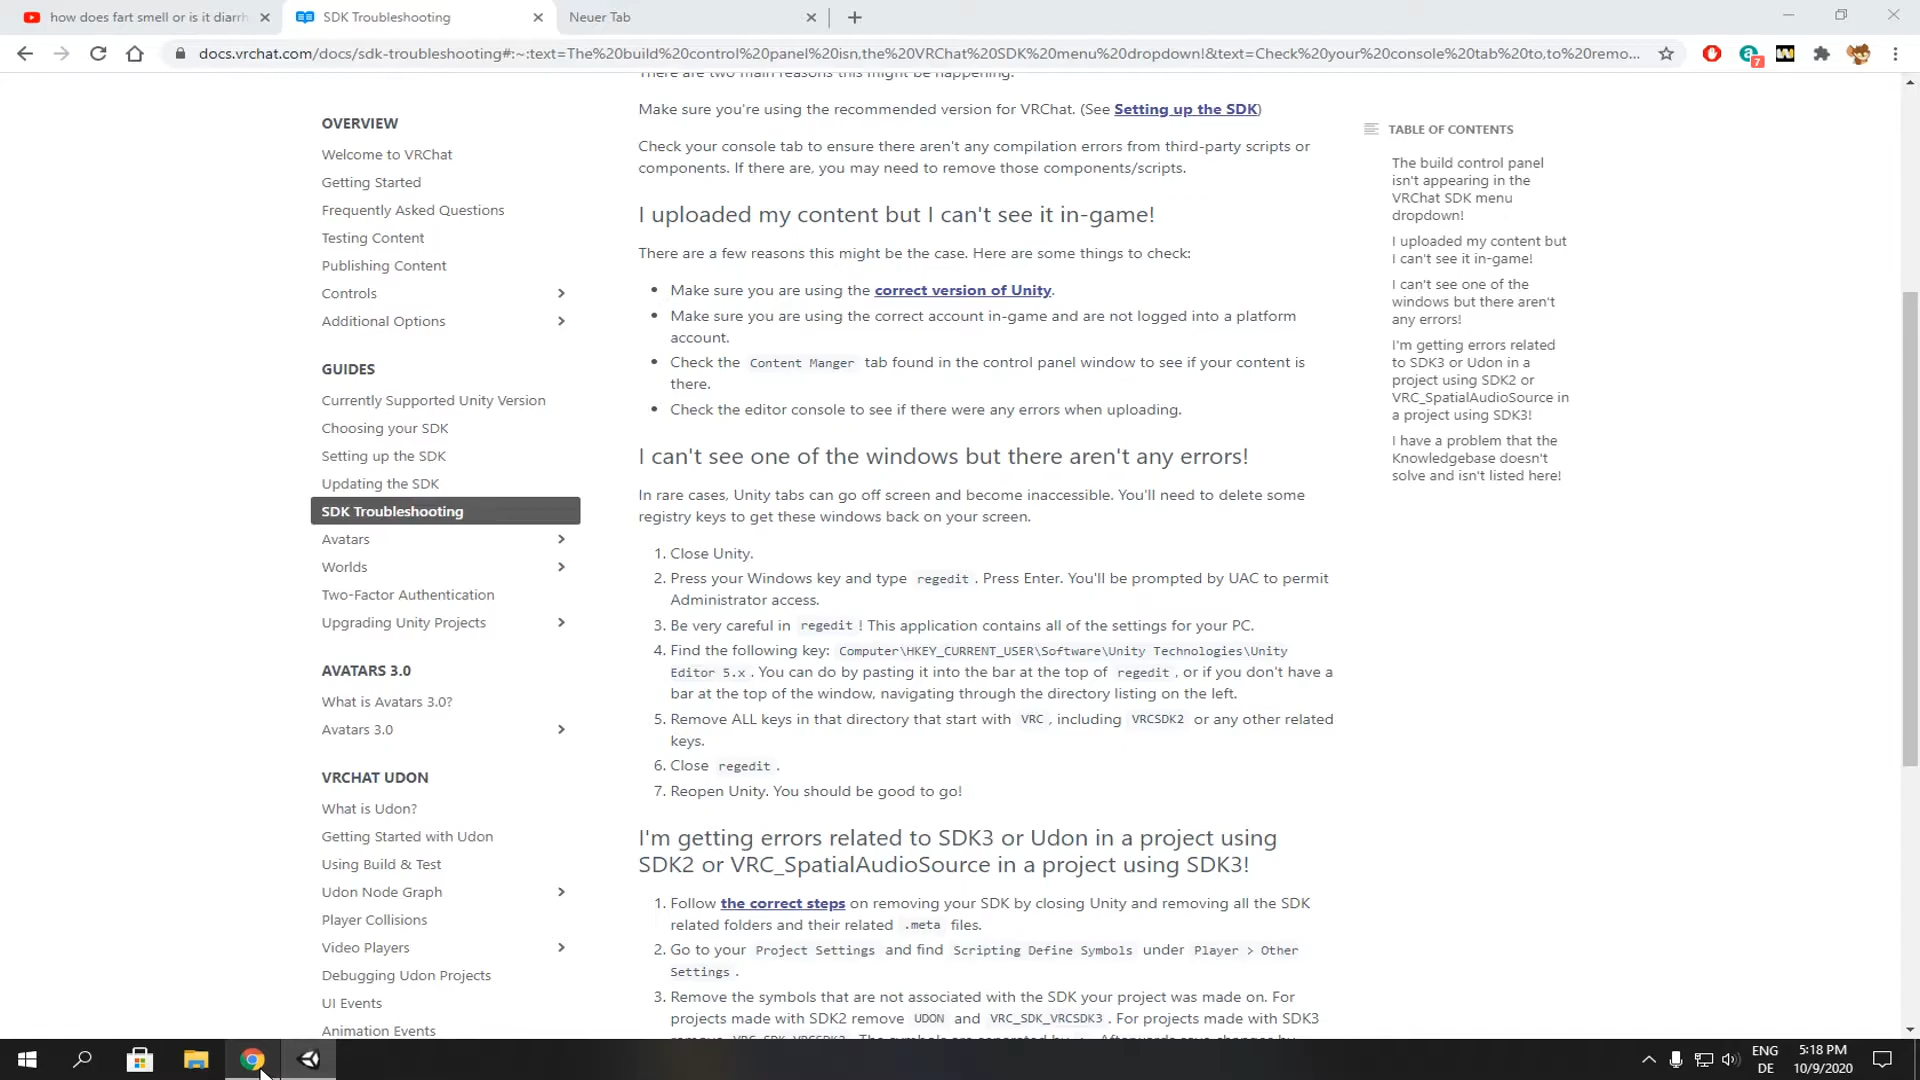 how does fart smell or is it diarrh
SDK Troubleshooting
Neuer Tab
docs.vrchat.com/docs/sdk-troubleshooting#:~:text=The%20build%20control%20panel%20isn,the%20VRChat%20SDK%20menu%20dropdown!&text=Check%20your%20console%20tab%20to,to%20remo...
7
There are two main reasons this might be happening.
Make sure you're using the recommended version for VRChat. (See Setting up the SDK)
Check your console tab to ensure there aren't any compilation errors from third-party scripts or
components. If there are, you may need to remove those components/scripts.
I uploaded my content but I can't see it in-game!
There are a few reasons this might be the case. Here are some things to check:
• Make sure you are using the correct version of Unity.
• Make sure you are using the correct account in-game and are not logged into a platform
account.
• Check the Content Manger tab found in the control panel window to see if your content is
there.
• Check the editor console to see if there were any errors when uploading.
I can't see one of the windows but there aren't any errors!
In rare cases, Unity tabs can go off screen and become inaccessible. You'll need to delete some
registry keys to get these windows back on your screen.
1. Close Unity.
2. Press your Windows key and type regedit . Press Enter. You'll be prompted by UAC to permit
Administrator access.
3. Be very careful in regedit ! This application contains all of the settings for your PC.
4. Find the following key: Computer\HKEY_CURRENT_USER\Software\Unity Technologies\Unity
Editor 5.x . You can do by pasting it into the bar at the top of regedit , or if you don't have a
bar at the top of the window, navigating through the directory listing on the left.
5. Remove ALL keys in that directory that start with VRC , including VRCSDK2 or any other related
keys.
6. Close regedit .
7. Reopen Unity. You should be good to go!
I'm getting errors related to SDK3 or Udon in a project using
SDK2 or VRC_SpatialAudioSource in a project using SDK3!
1. Follow the correct steps on removing your SDK by closing Unity and removing all the SDK
related folders and their related .meta files.
2. Go to your Project Settings and find Scripting Define Symbols under Player > Other
Settings .
3. Remove the symbols that are not associated with the SDK your project was made on. For
projects made with SDK2 remove UDON and VRC_SDK_VRCSDK3 . For projects made with SDK3
OVERVIEW
Welcome to VRChat
Getting Started
Frequently Asked Questions
Testing Content
Publishing Content
Controls
Additional Options
GUIDES
Currently Supported Unity Version
Choosing your SDK
Setting up the SDK
Updating the SDK
SDK Troubleshooting
Avatars
Worlds
Two-Factor Authentication
Upgrading Unity Projects
AVATARS 3.0
What is Avatars 3.0?
Avatars 3.0
VRCHAT UDON
What is Udon?
Getting Started with Udon
Using Build & Test
Udon Node Graph
Player Collisions
Video Players
Debugging Udon Projects
UI Events
Animation Events
TABLE OF CONTENTS
The build control panel
isn't appearing in the
VRChat SDK menu
dropdown!
I uploaded my content but
I can't see it in-game!
I can't see one of the
windows but there aren't
any errors!
I'm getting errors related
to SDK3 or Udon in a
project using SDK2 or
VRC_SpatialAudioSource in
a project using SDK3!
I have a problem that the
Knowledgebase doesn't
solve and isn't listed here!
ENG
DE
5:18 PM
10/9/2020